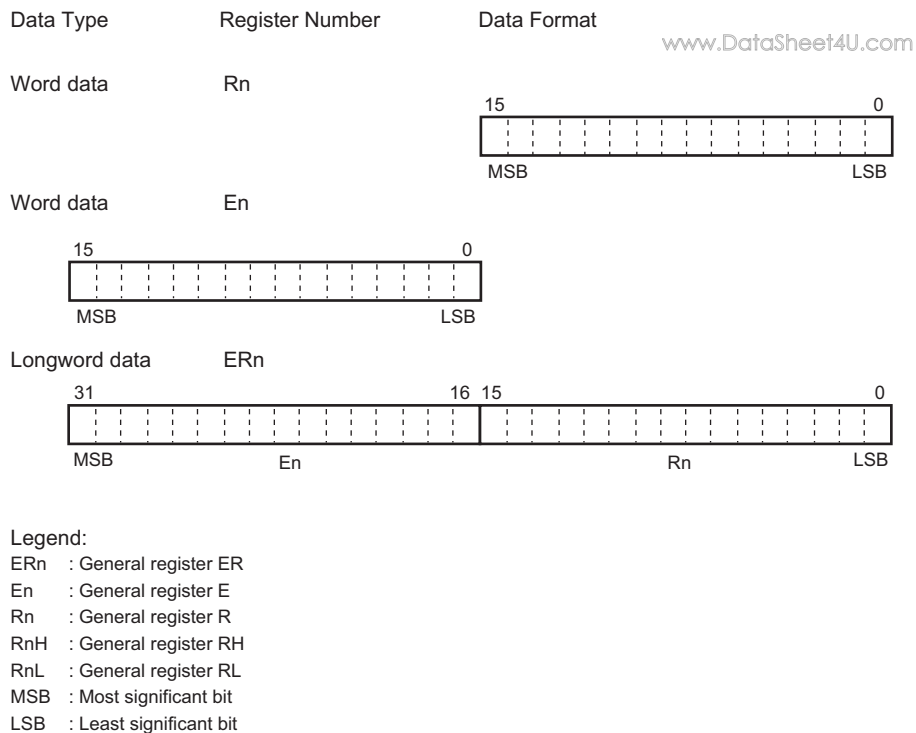 Data Type Register Number Data Format
www.DataSheet4U.com
Word data Rn
15 0
MSB LSB
Word data En
15 0
MSB LSB
Longword data ERn
31 16 15 0
MSB En Rn LSB
Legend:
ERn : General register ER
En : General register E
Rn : General register R
RnH : General register RH
RnL : General register RL
MSB : Most significant bit
LSB : Least significant bit